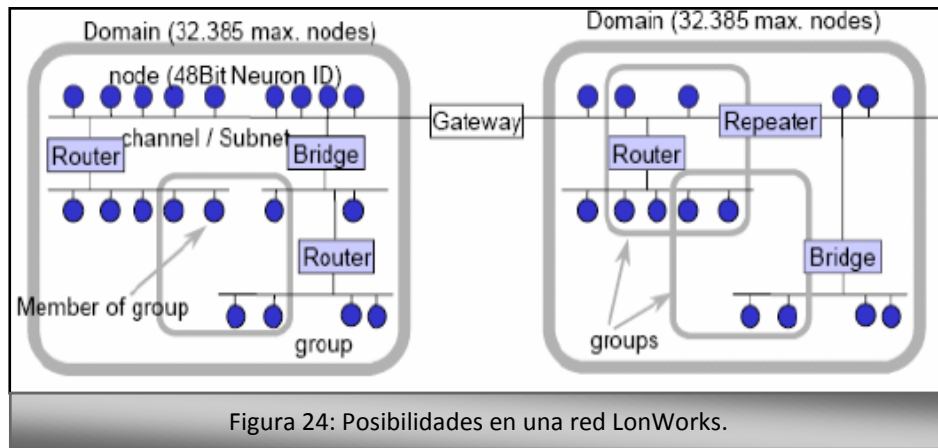 Domain (32.385 max. nodes)
node (48Bit Neuron ID)
channel / Subnet
Router
Bridge
Router
Member of group
group
Gateway
Domain (32.385 max. nodes)
Repeater
Router
Bridge
groups
Figura 24: Posibilidades en una red LonWorks.